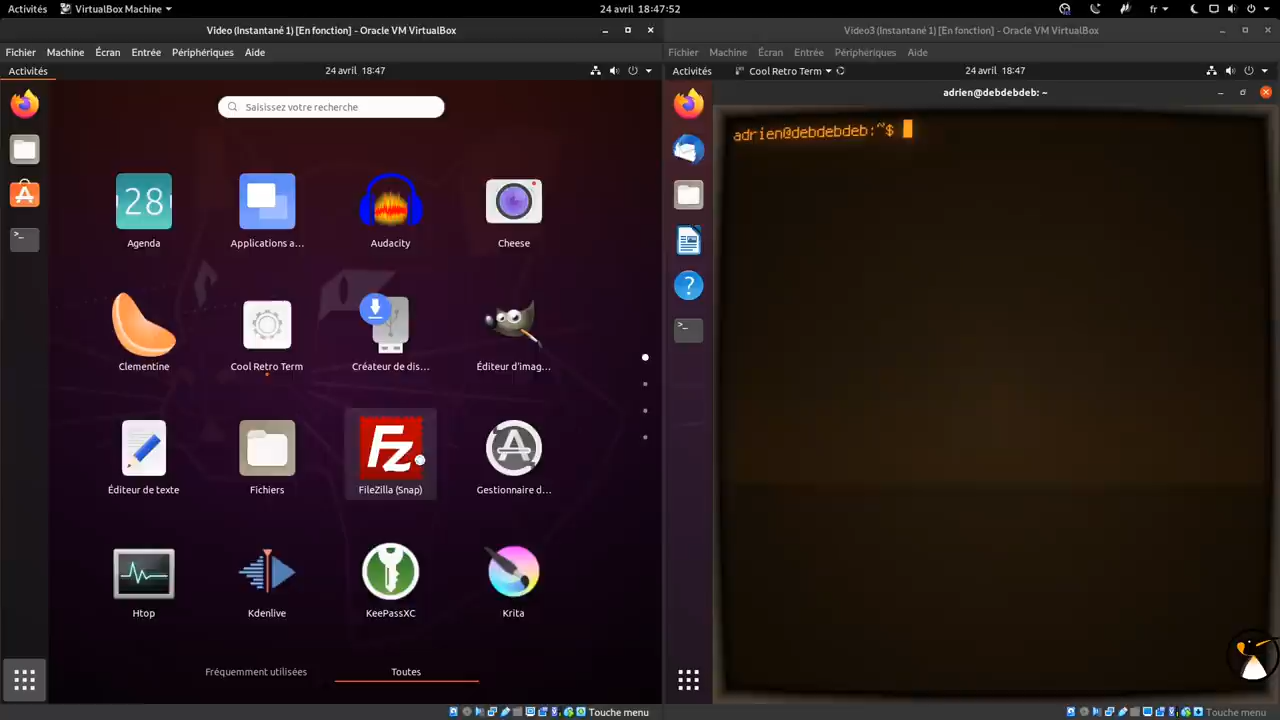 Activités VirtualBox Machine 24 avril 18:47:52 fr
Video (Instantané 1) [En fonction] - Oracle VM VirtualBox
Fichier Machine Écran Entrée Périphériques Aide
Activités 24 avril 18:47
Saisissez votre recherche
28
Agenda Applications a... Audacity Cheese
Clementine Cool Retro Term Créateur de dis... Éditeur d'imag...
Fz
Éditeur de texte Fichiers FileZilla (Snap) Gestionnaire d...
Htop Kdenlive KeePassXC Krita
Fréquemment utilisées Toutes
Touche menu
Video3 (Instantané 1) [En fonction] - Oracle VM VirtualBox
Fichier Machine Écran Entrée Périphériques Aide
Activités Cool Retro Term 24 avril 18:47
adrien@debdebdeb: ~
adrien@debdebdeb:~$
Touche menu